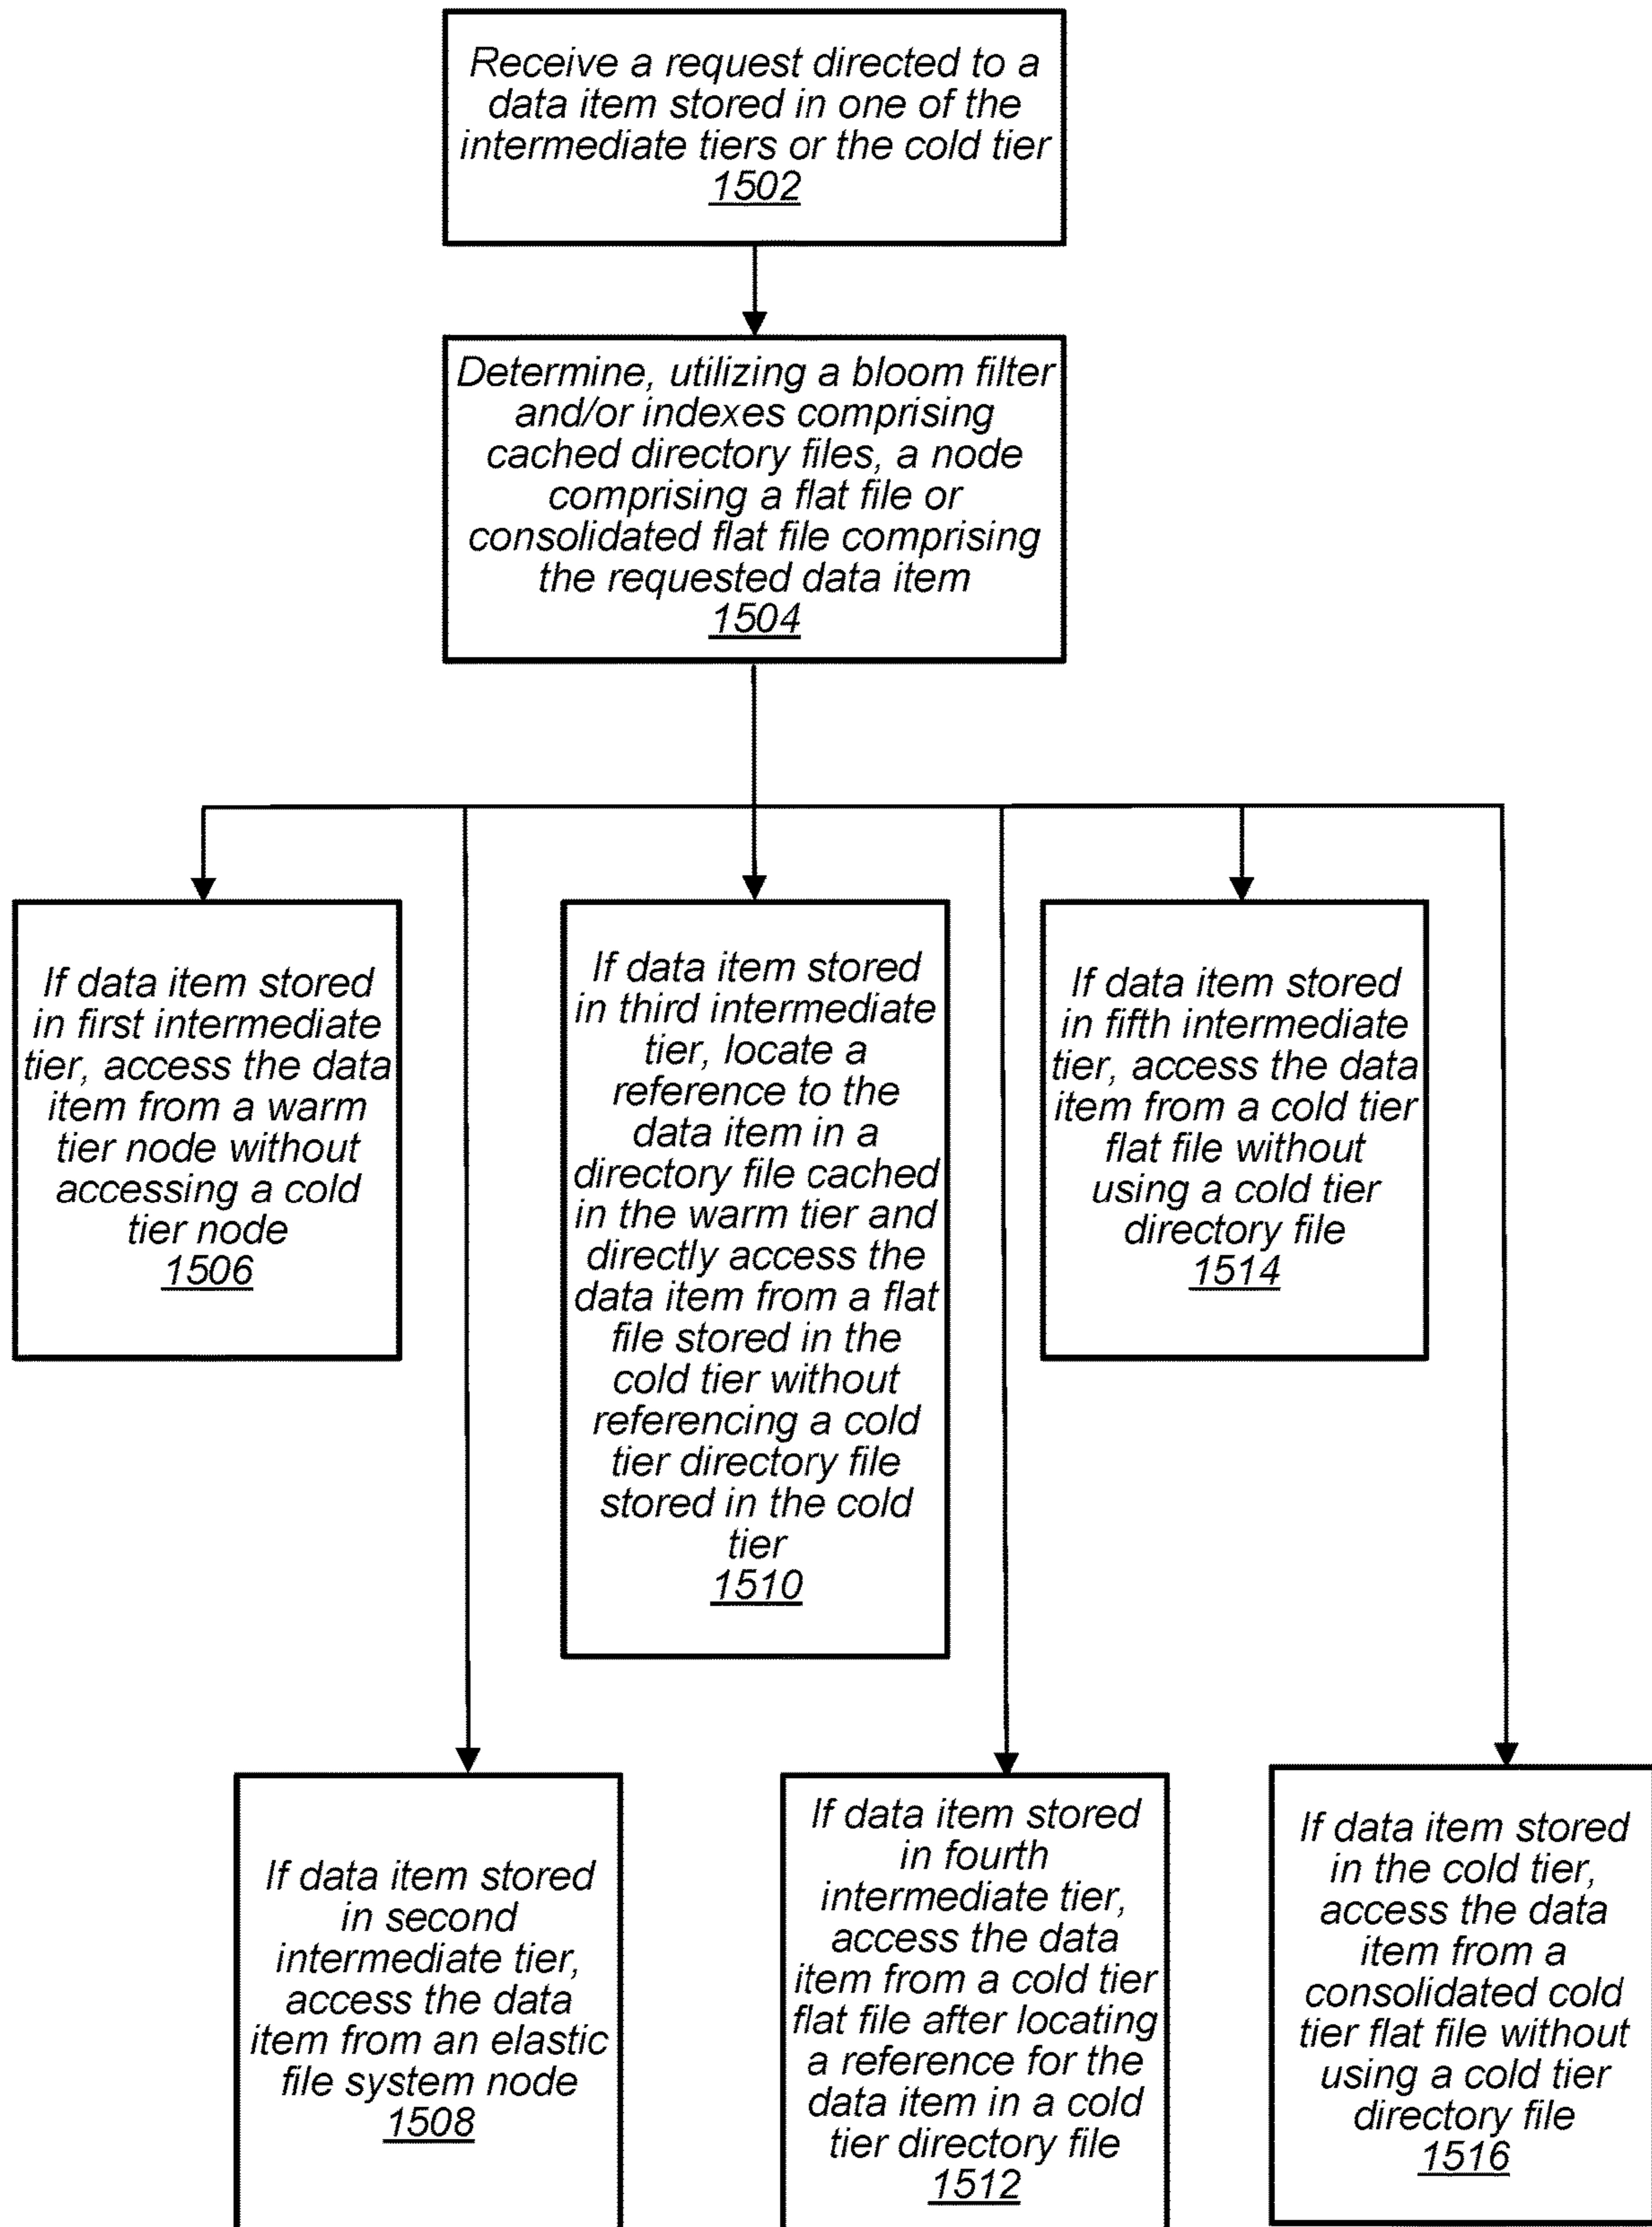 Receive a request directed to a
data item stored in one of the
intermediate tiers or the cold tier
1502
Determine, utilizing a bloom filter
and/or indexes comprising
cached directory files, a node
comprising a flat file or
consolidated flat file comprising
the requested data item
1504
If data item stored
in first intermediate
tier, access the data
item from a warm
tier node without
accessing a cold
tier node
1506
If data item stored
in third intermediate
tier, locate a
reference to the
data item in a
directory file cached
in the warm tier and
directly access the
data item from a flat
file stored in the
cold tier without
referencing a cold
tier directory file
stored in the cold
tier
1510
If data item stored
in fifth intermediate
tier, access the data
item from a cold tier
flat file without
using a cold tier
directory file
1514
If data item stored
in second
intermediate tier,
access the data
item from an elastic
file system node
1508
If data item stored
in fourth
intermediate tier,
access the data
item from a cold tier
flat file after locating
a reference for the
data item in a cold
tier directory file
1512
If data item stored
in the cold tier,
access the data
item from a
consolidated cold
tier flat file without
using a cold tier
directory file
1516